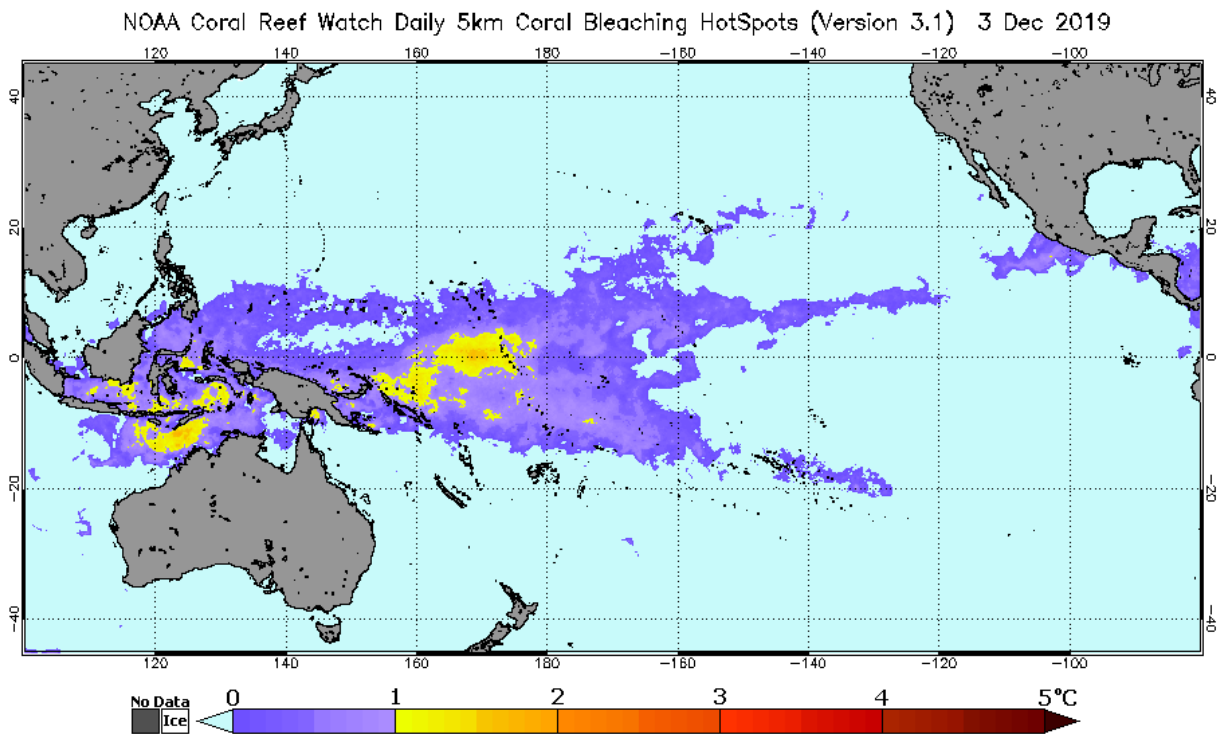 NOAA Coral Reef Watch Daily 5km Coral Bleaching HotSpots (Version 3.1) 3 Dec 2019
120 140 160 180 -160 -140 -120 -100
40 40
20 20
0 0
-20 -20
-40 -40
120 140 160 180 -160 -140 -120 -100
No Data 0 1 2 3 4 5°C
Ice